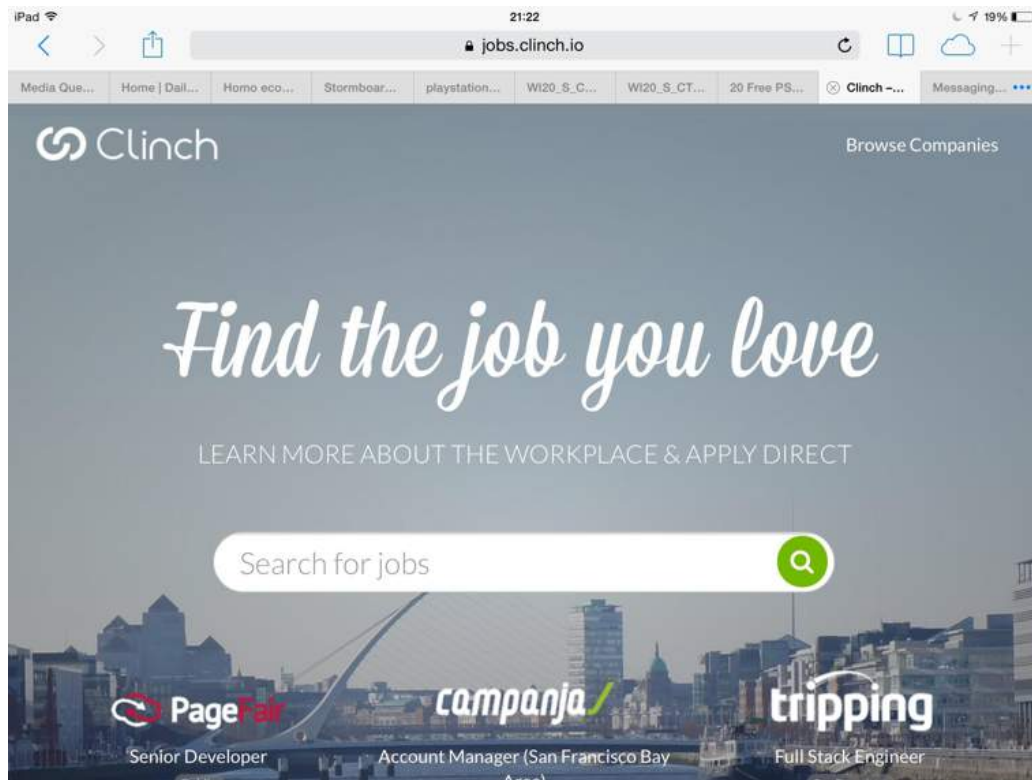 iPad 21:22 19%
jobs.clinch.io
Media Que... Home | Dail... Homo eco... Stormboar... playstation... WI20_S_C... WI20_S_CT... 20 Free PS... Clinch –... Messaging...
Clinch Browse Companies
Find the job you love
LEARN MORE ABOUT THE WORKPLACE & APPLY DIRECT
Search for jobs
PageFair campanja tripping
Senior Developer Account Manager (San Francisco Bay Full Stack Engineer
Area)